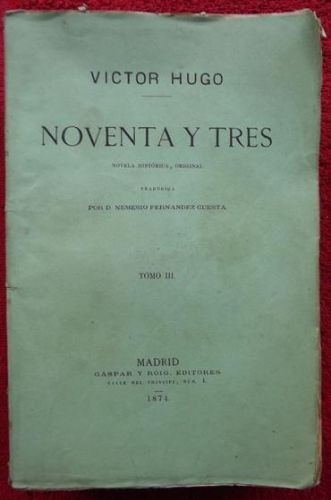 VICTOR HUGO
NOVENTA Y TRES
NOVELA HISTÓRICA, ORIGINAL
TRADUCIDA
POR D. NEMESIO FERNANDEZ CUESTA
TOMO III
MADRID
GASPAR Y ROIG, EDITORES
CALLE DEL PRINCIPE, NÚM. 4.
1874